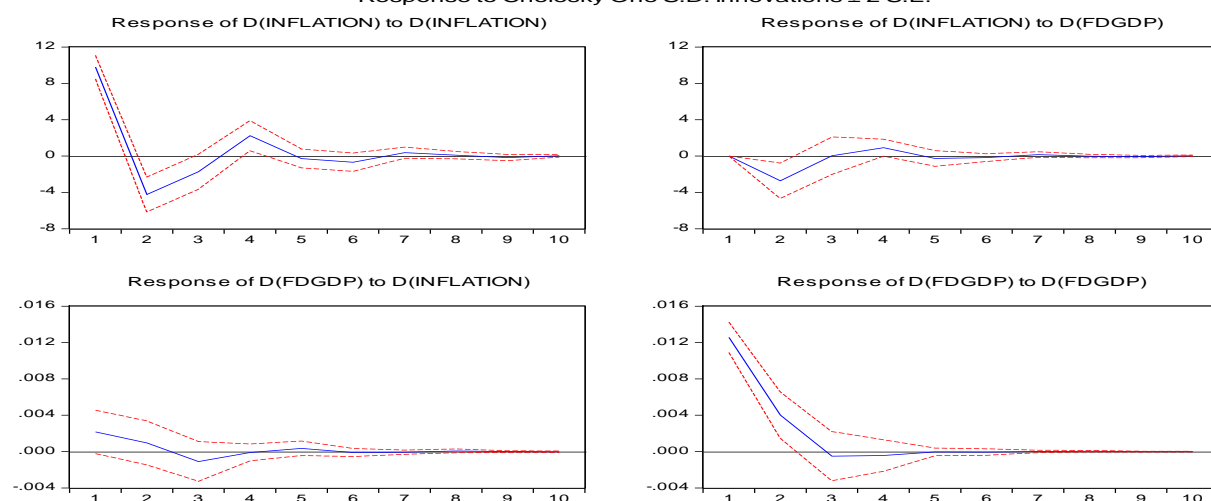 Response to Cholesky One S.D. Innovations ± 2 S.E.
Response of D(INFLATION) to D(INFLATION)
Response of D(INFLATION) to D(FDGDP)
12
8
4
0
-4
-8
1 2 3 4 5 6 7 8 9 10
12
8
4
0
-4
-8
1 2 3 4 5 6 7 8 9 10
Response of D(FDGDP) to D(INFLATION)
Response of D(FDGDP) to D(FDGDP)
.016
.012
.008
.004
.000
-.004
1 2 3 4 5 6 7 8 9 10
.016
.012
.008
.004
.000
-.004
1 2 3 4 5 6 7 8 9 10